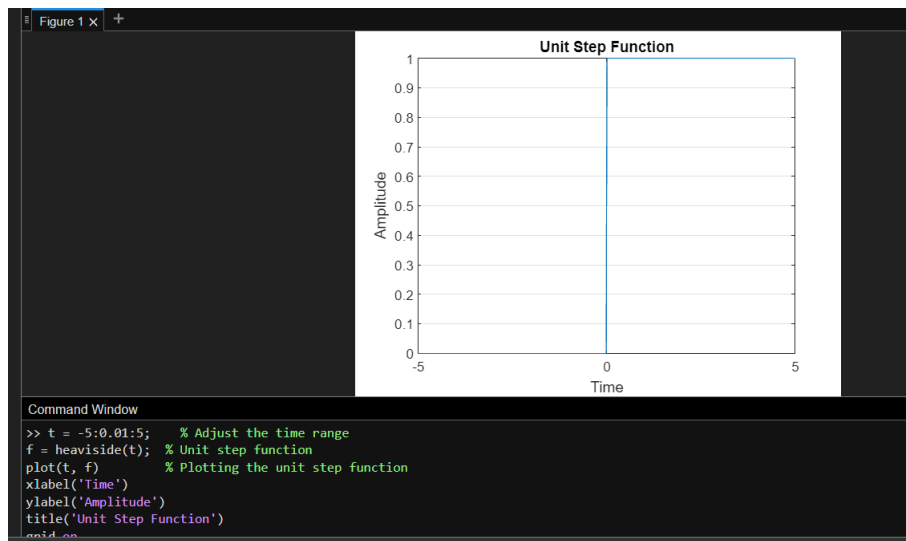 Figure 1 × +
Unit Step Function
1
0.9
0.8
0.7
0.6
0.5
0.4
0.3
0.2
0.1
0
Amplitude
-5 0 5
Time
Command Window
>> t = -5:0.01:5; % Adjust the time range
f = heaviside(t); % Unit step function
plot(t, f) % Plotting the unit step function
xlabel('Time')
ylabel('Amplitude')
title('Unit Step Function')
grid on